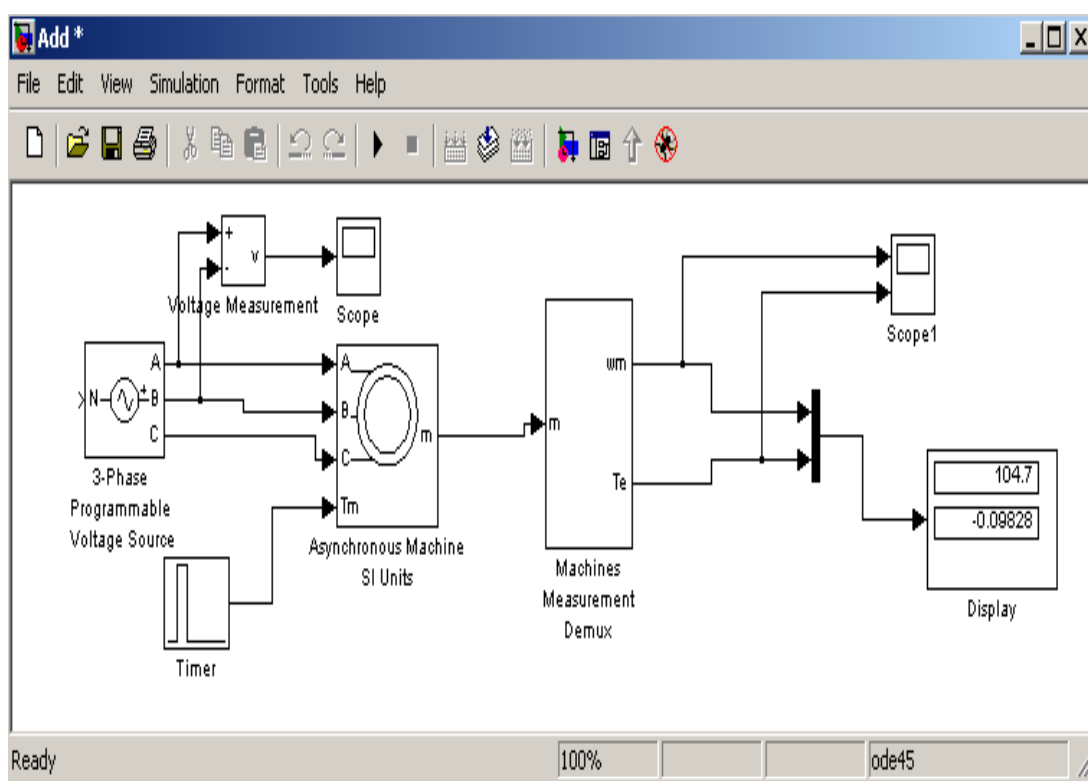 Add *
File Edit View Simulation Format Tools Help
+
-
v
Voltage Measurement
Scope
Scope1
A
N
+
B
C
3-Phase
Programmable
Voltage Source
A
B
C
Tm
m
Asynchronous Machine
SI Units
m
wm
Te
Machines
Measurement
Demux
104.7
-0.09828
Display
Timer
Ready
100%
ode45